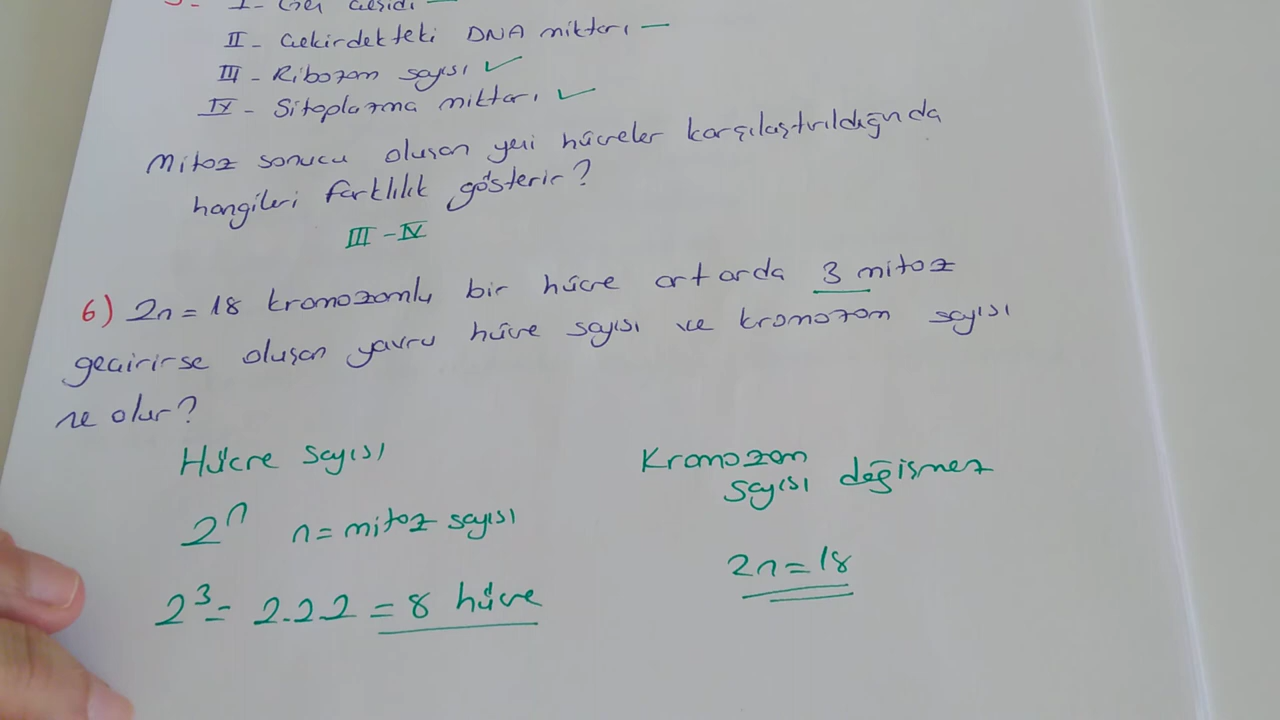 5- I- Gen çeşidi —
II - Çekirdekteki DNA miktarı —
III - Ribozom sayısı ✓
IV - Sitoplazma miktarı ✓
Mitoz sonucu oluşan yeni hücreler karşılaştırıldığında
hangileri farklılık gösterir?
III - IV
6) 2n = 18 kromozomlu bir hücre art arda 3 mitoz
geçirirse oluşan yavru hücre sayısı ve kromozom sayısı
ne olur?
Hücre sayısı
2ⁿ n = mitoz sayısı
2³ = 2.2.2 = 8 hücre
Kromozom
sayısı değişmez
2n = 18